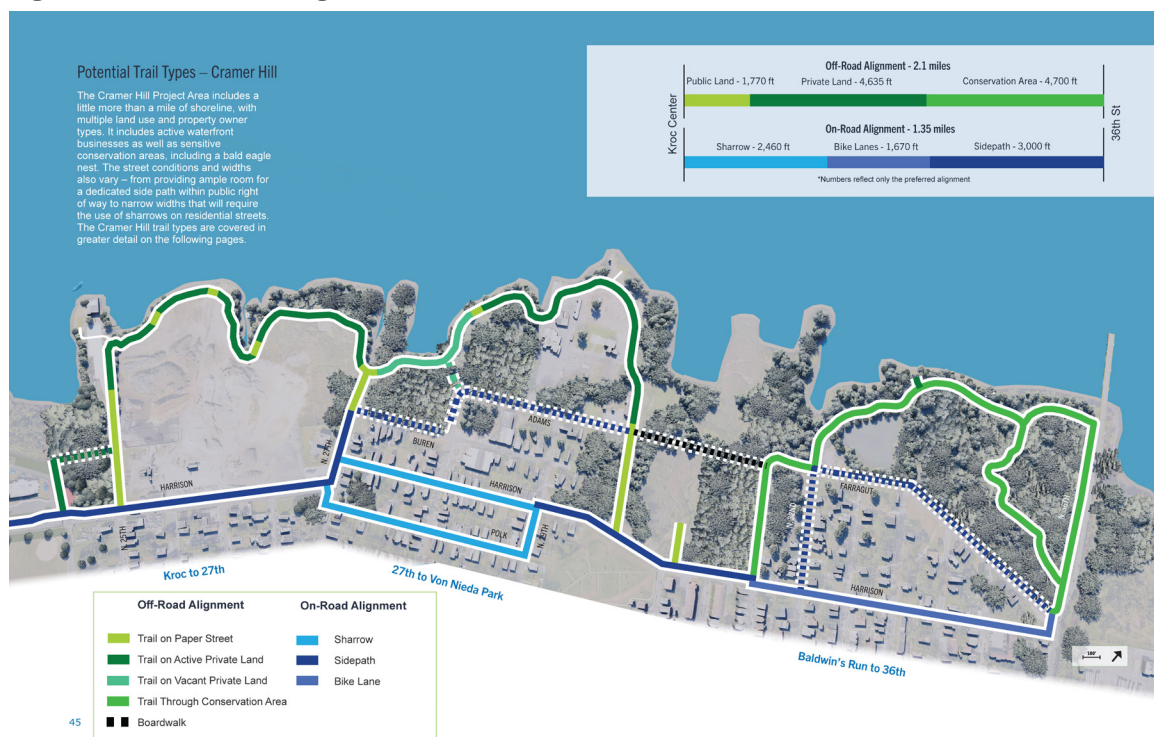 Potential Trail Types – Cramer Hill
The Cramer Hill Project Area includes a
little more than a mile of shoreline, with
multiple land use and property owner
types. It includes active waterfront
businesses as well as sensitive
conservation areas, including a bald eagle
nest. The street conditions and widths
also vary – from providing ample room for
a dedicated side path within public right
of way to narrow widths that will require
the use of sharrows on residential streets.
The Cramer Hill trail types are covered in
greater detail on the following pages.
Off-Road Alignment - 2.1 miles
Public Land - 1,770 ft
Private Land - 4,635 ft
Conservation Area - 4,700 ft
Kroc Center
36th St
On-Road Alignment - 1.35 miles
Sharrow - 2,460 ft
Bike Lanes - 1,670 ft
Sidepath - 3,000 ft
*Numbers reflect only the preferred alignment
HARRISON
N. 25TH
N. 27TH
BUREN
ADAMS
HARRISON
POLK
N. 29TH
FARRAGUT
HARRISON
Kroc to 27th
27th to Von Nieda Park
Baldwin's Run to 36th
100'
Off-Road Alignment
On-Road Alignment
Trail on Paper Street
Sharrow
Trail on Active Private Land
Sidepath
Trail on Vacant Private Land
Bike Lane
Trail Through Conservation Area
Boardwalk
45